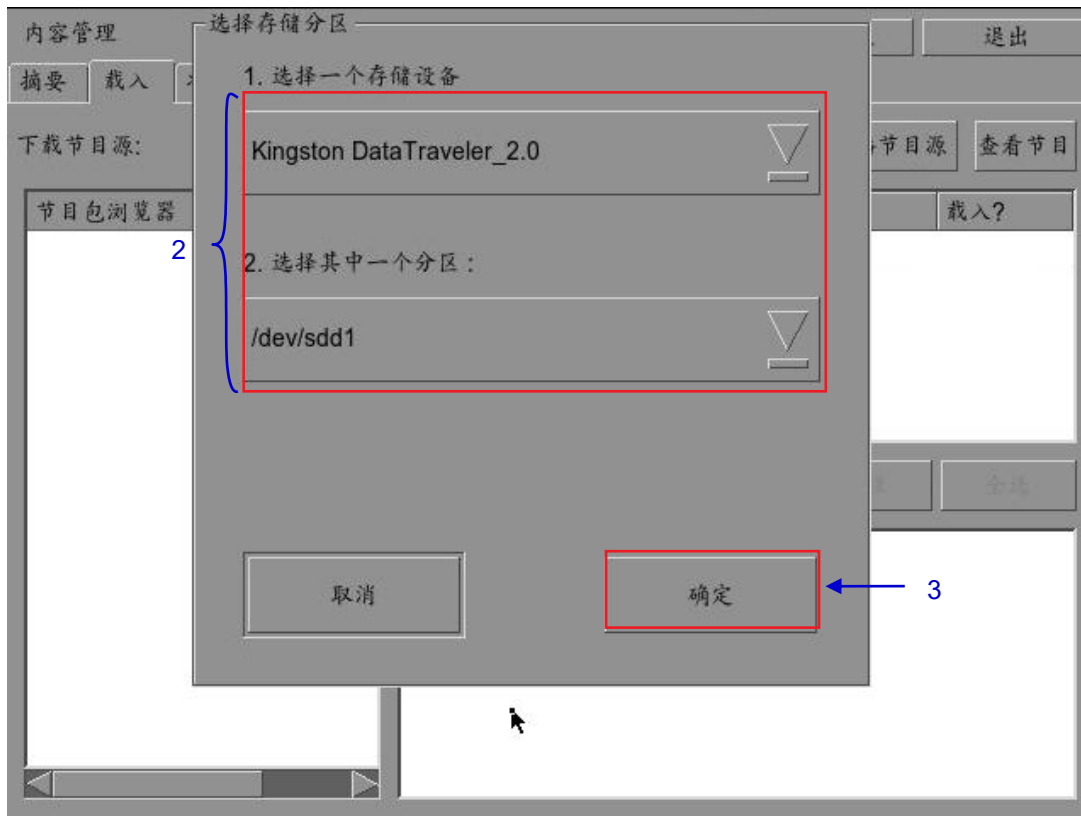 内容管理
选择存储分区
退出
摘要
载入
1. 选择一个存储设备
下载节目源:
Kingston DataTraveler_2.0
节目源
查看节目
节目包浏览器
载入?
2
2. 选择其中一个分区：
/dev/sdd1
全选
取消
确定
3